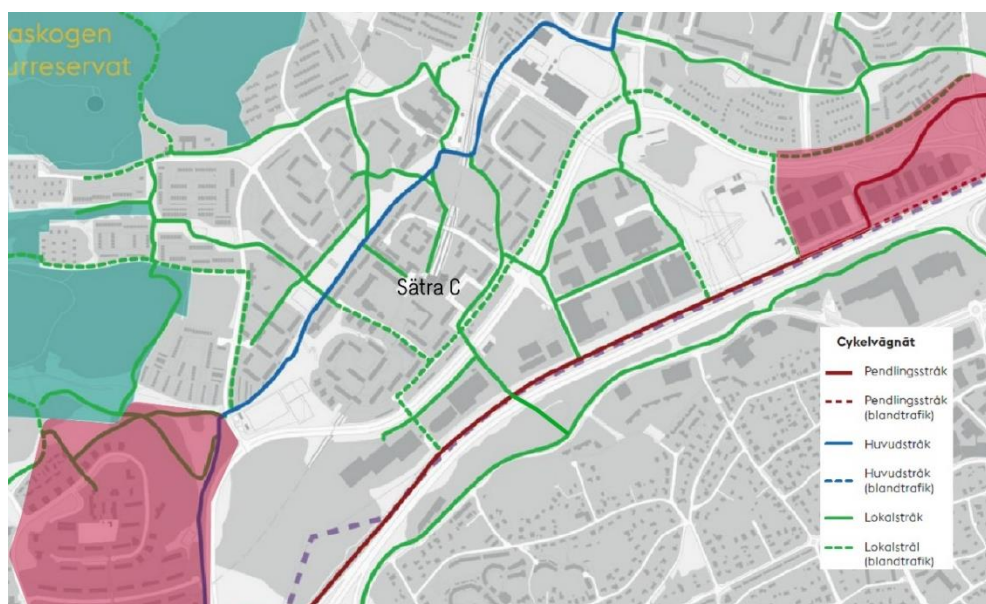 askogen
urreservat
Sätra C
Cykelvägnät
Pendlingsstråk
Pendlingsstråk
(blandtrafik)
Huvudstråk
Huvudstråk
(blandtrafik)
Lokalstråk
Lokalstrål
(blandtrafik)